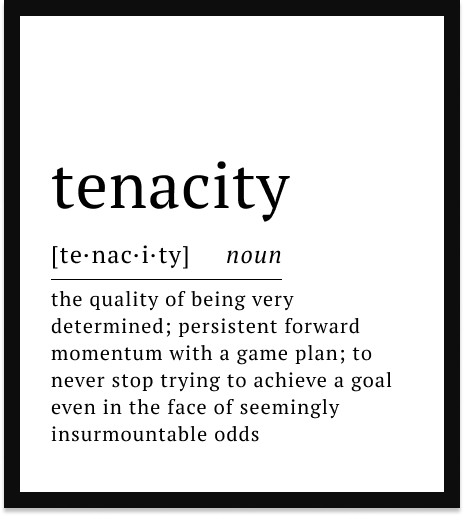 tenacity
[te·nac·i·ty] noun
the quality of being very
determined; persistent forward
momentum with a game plan; to
never stop trying to achieve a goal
even in the face of seemingly
insurmountable odds